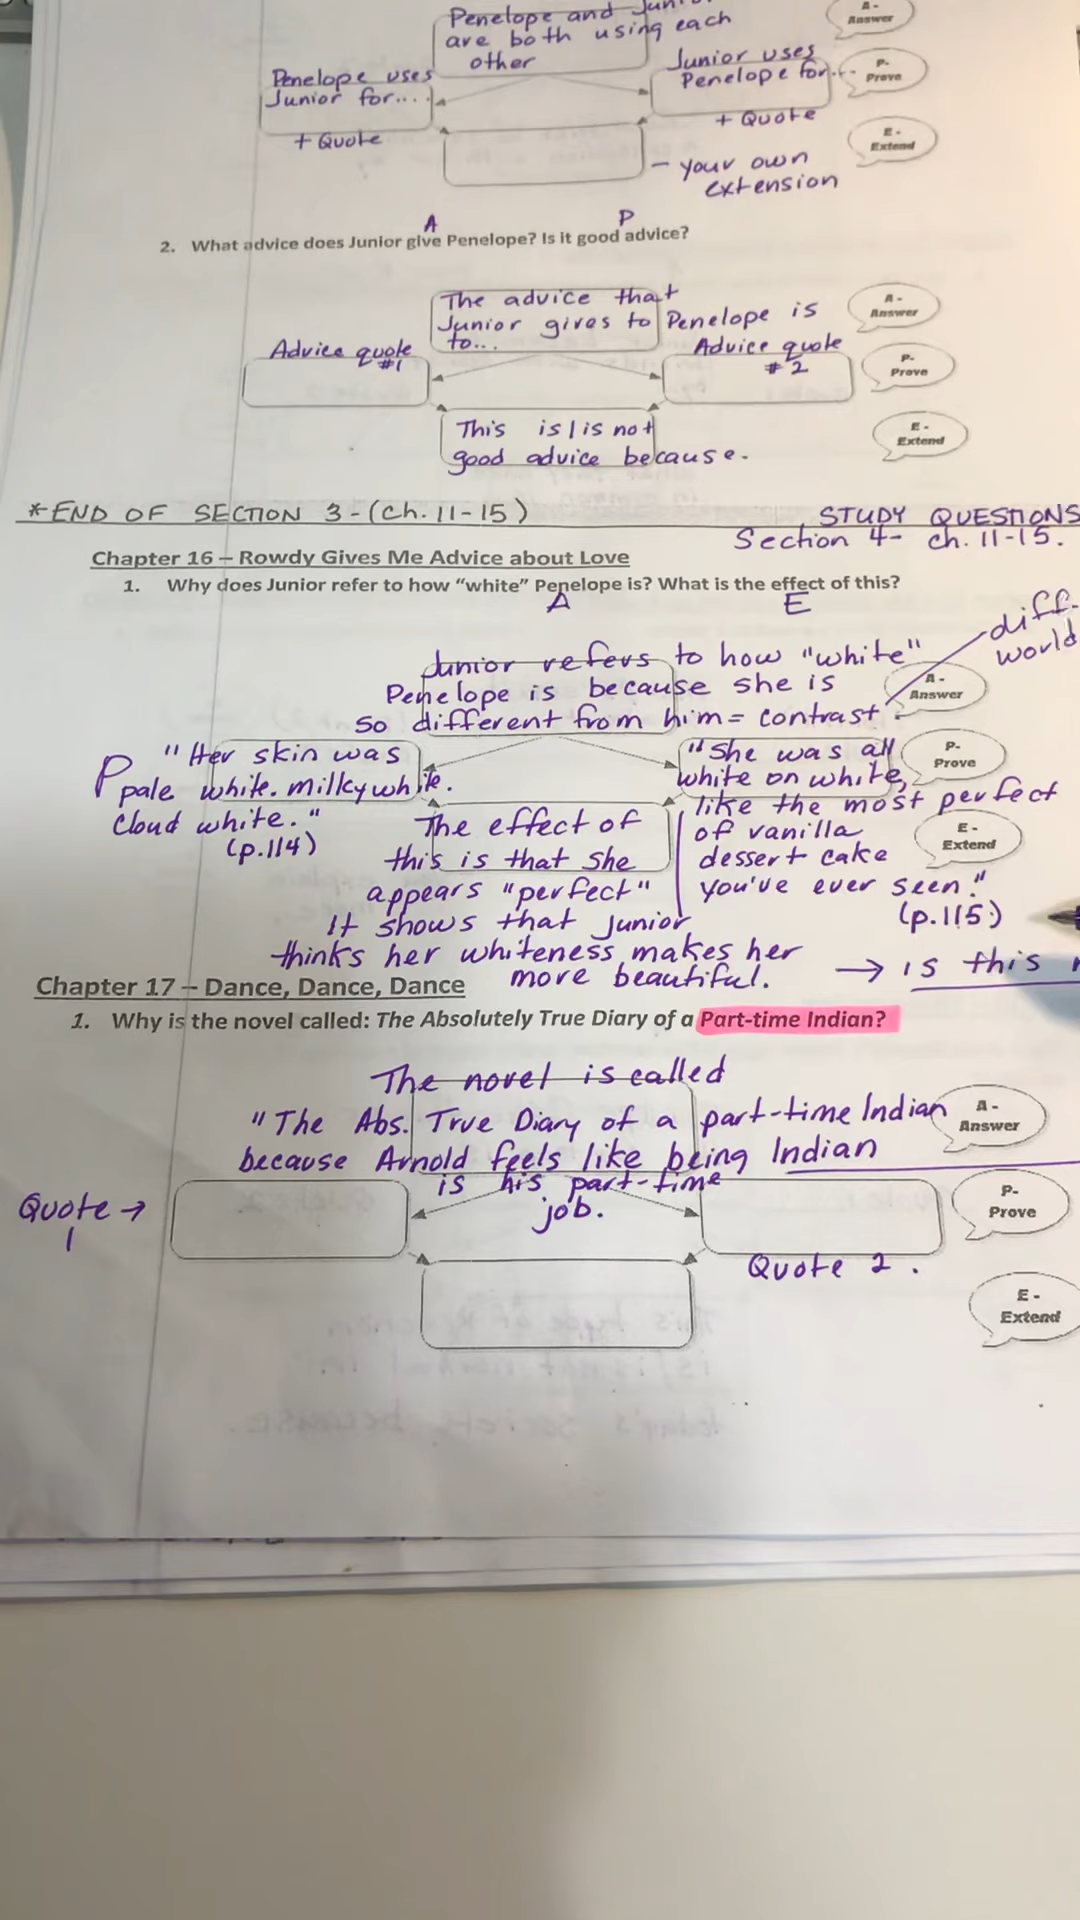 Penelope and
are both using each
other
A-
Answer
Penelope uses
Junior for....
Junior uses
Penelope for...
P-
Prove
+ Quote
+ Quote
E-
Extend
- your own
extension
A P
2. What advice does Junior give Penelope? Is it good advice?
The advice that
Junior gives to Penelope is
to...
A-
Answer
Advice quote
#1
Advice quote
#2
P-
Prove
This is/is not
good advice because.
E-
Extend
*END OF SECTION 3-(Ch. 11-15)
STUDY QUESTIONS
Section 4- Ch. 11-15.
Chapter 16 – Rowdy Gives Me Advice about Love
1. Why does Junior refer to how “white” Penelope is? What is the effect of this?
A E
diff.
world
Junior refers to how "white"
Penelope is because she is
so different from him = contrast.
A-
Answer
P "Her skin was
pale white. milky white.
cloud white."
(p.114)
"She was all
white on white,
like the most perfect
of vanilla
dessert cake
you've ever seen."
(p.115)
P-
Prove
The effect of
this is that she
appears "perfect"
It shows that Junior
thinks her whiteness makes her
more beautiful.
E-
Extend
→ is this
Chapter 17 – Dance, Dance, Dance
1. Why is the novel called: The Absolutely True Diary of a Part-time Indian?
The novel is called
"The Abs. True Diary of a part-time Indian
because Arnold feels like being Indian
is his part-time
job.
A-
Answer
Quote →
1
Quote 2.
P-
Prove
E-
Extend